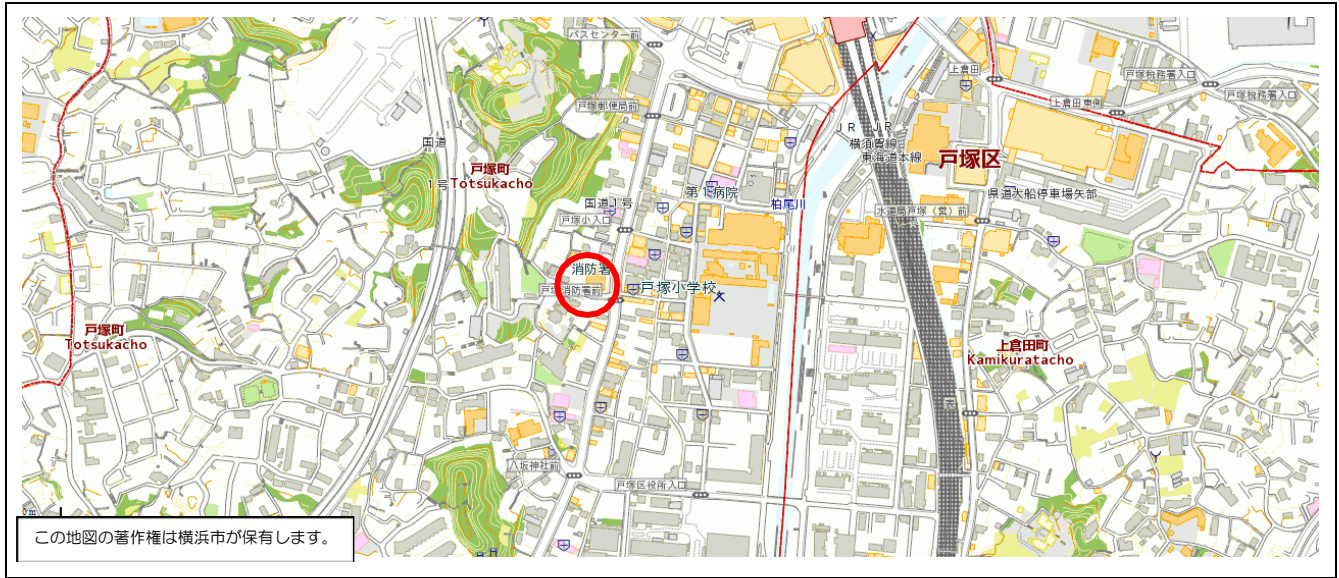 バスセンター前
上倉田
戸塚税務署入口
戸塚税務署入口
上倉田東側
戸塚郵便局前
国道
1号
JR JR
横須賀線
東海道本線
戸塚区
戸塚町
Totsukacho
第1病院
柏尾川
県道大船停車場矢部
国道1号
水道局戸塚(営)前
戸塚小入口
消防署
戸塚消防署前
戸塚小学校
戸塚町
Totsukacho
上倉田町
Kamikuratacho
八坂神社前
戸塚区役所入口
この地図の著作権は横浜市が保有します。